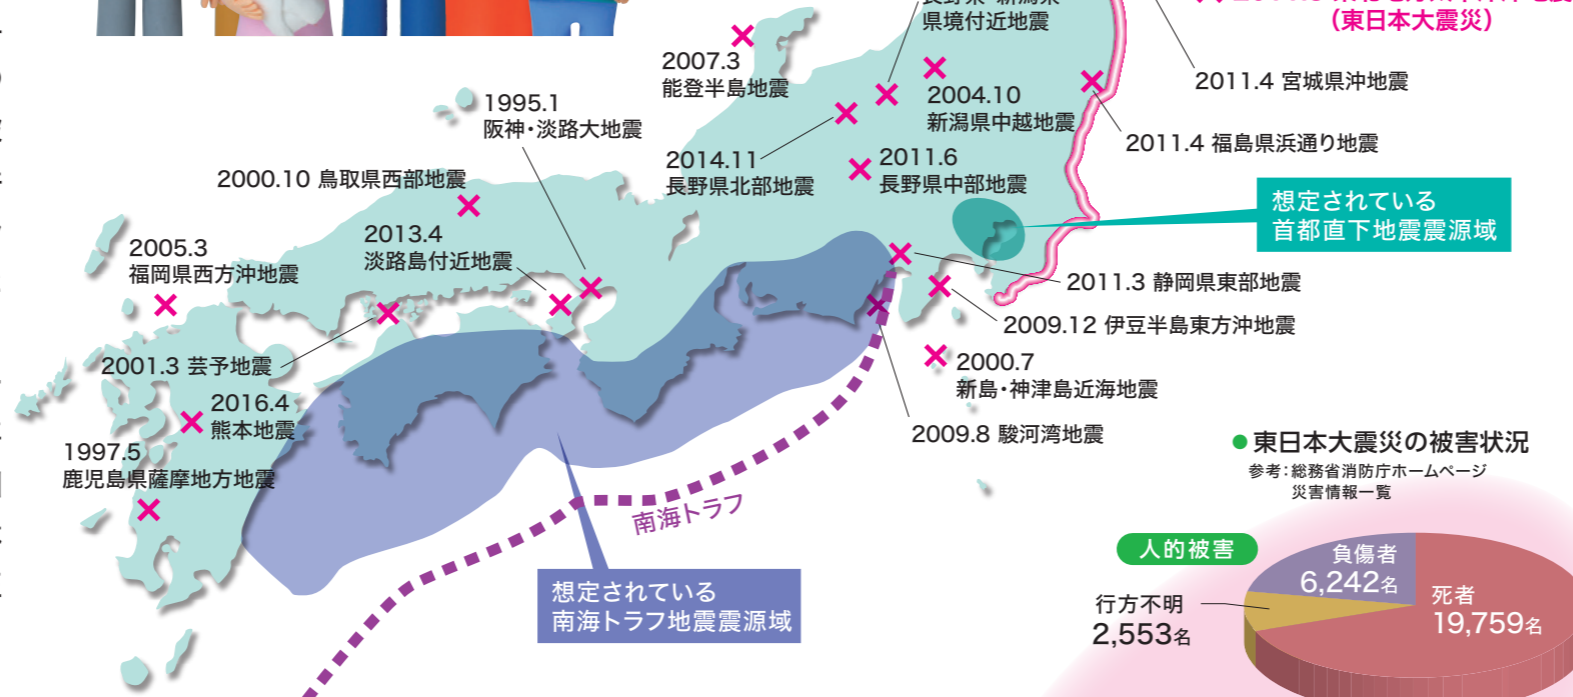 県境付近地震
(東日本大震災)
2007.3
能登半島地震
2004.10
新潟県中越地震
2011.4 宮城県沖地震
1995.1
阪神・淡路大地震
2011.4 福島県浜通り地震
2014.11
長野県北部地震
2011.6
長野県中部地震
2000.10 鳥取県西部地震
想定されている
首都直下地震震源域
2013.4
淡路島付近地震
2005.3
福岡県西方沖地震
2011.3 静岡県東部地震
2009.12 伊豆半島東方沖地震
2001.3 芸予地震
2000.7
新島・神津島近海地震
2016.4
熊本地震
2009.8 駿河湾地震
1997.5
鹿児島県薩摩地方地震
南海トラフ
想定されている
南海トラフ地震震源域
●東日本大震災の被害状況
参考:総務省消防庁ホームページ
災害情報一覧
人的被害
負傷者
6,242名
行方不明
2,553名
死者
19,759名